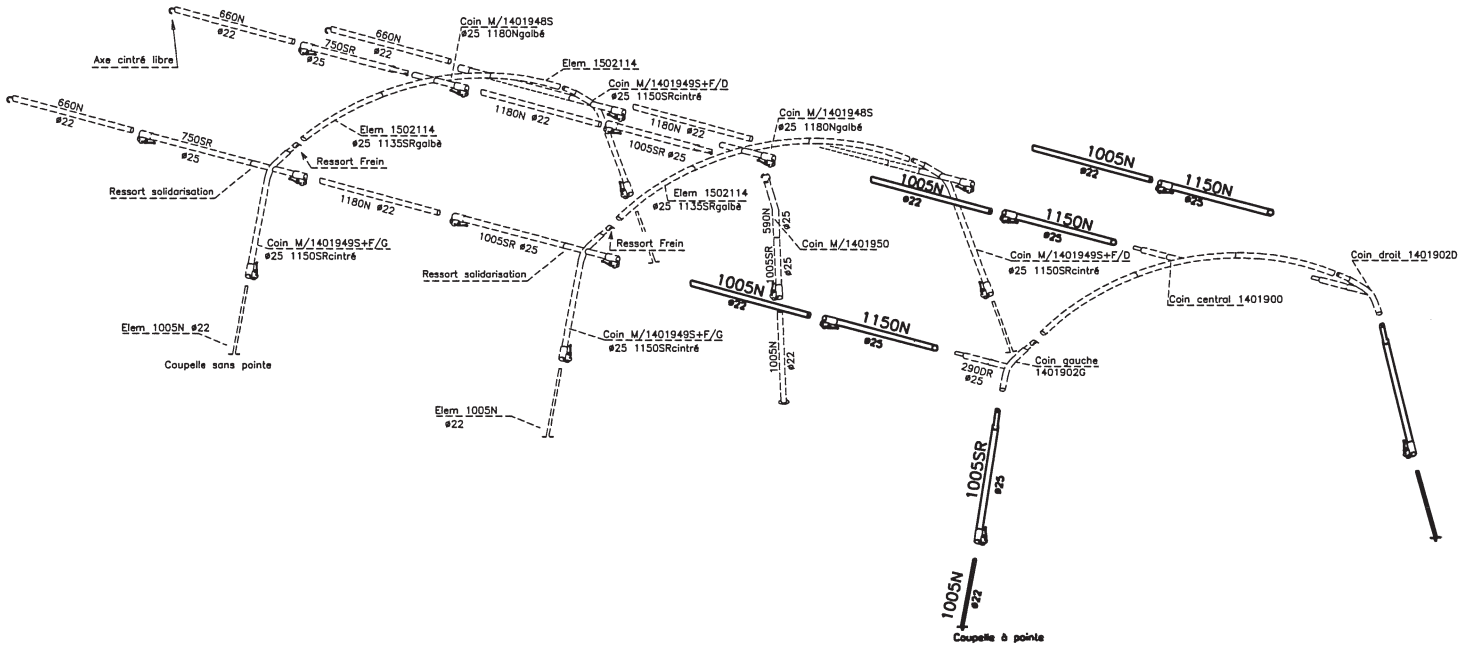 660N
ø22
Axe cintré libre
750SR
ø25
660N
ø22
Coin M/1401948S
ø25 1180Ngalbé
Elem 1502114
Coin M/1401949S+F/D
ø25 1150SRcintré
660N
ø22
750SR
ø25
Elem 1502114
ø25 1135SRgalbè
Ressort Frein
Ressort solidarisation
1180N ø22
1180N ø22
1005SR ø25
Coin M/1401948S
ø25 1180Ngalbé
1180N ø22
1005SR ø25
Coin M/1401949S+F/G
ø25 1150SRcintré
Elem 1005N ø22
Coupelle sans pointe
Elem 1502114
ø25 1135SRgalbè
Ressort Frein
Ressort solidarisation
590N
ø25
Coin M/1401950
1005SR
ø25
1005N
ø22
Coin M/1401949S+F/G
ø25 1150SRcintré
Elem 1005N
ø22
1005N
ø22
1150N
ø25
1005N
ø22
1150N
ø25
1005N
ø22
1150N
ø25
Coin M/1401949S+F/D
ø25 1150SRcintré
Coin central 1401900
Coin droit 1401902D
290DR
ø25
Coin gauche
1401902G
1005SR
ø25
1005N
ø22
Coupelle à pointe